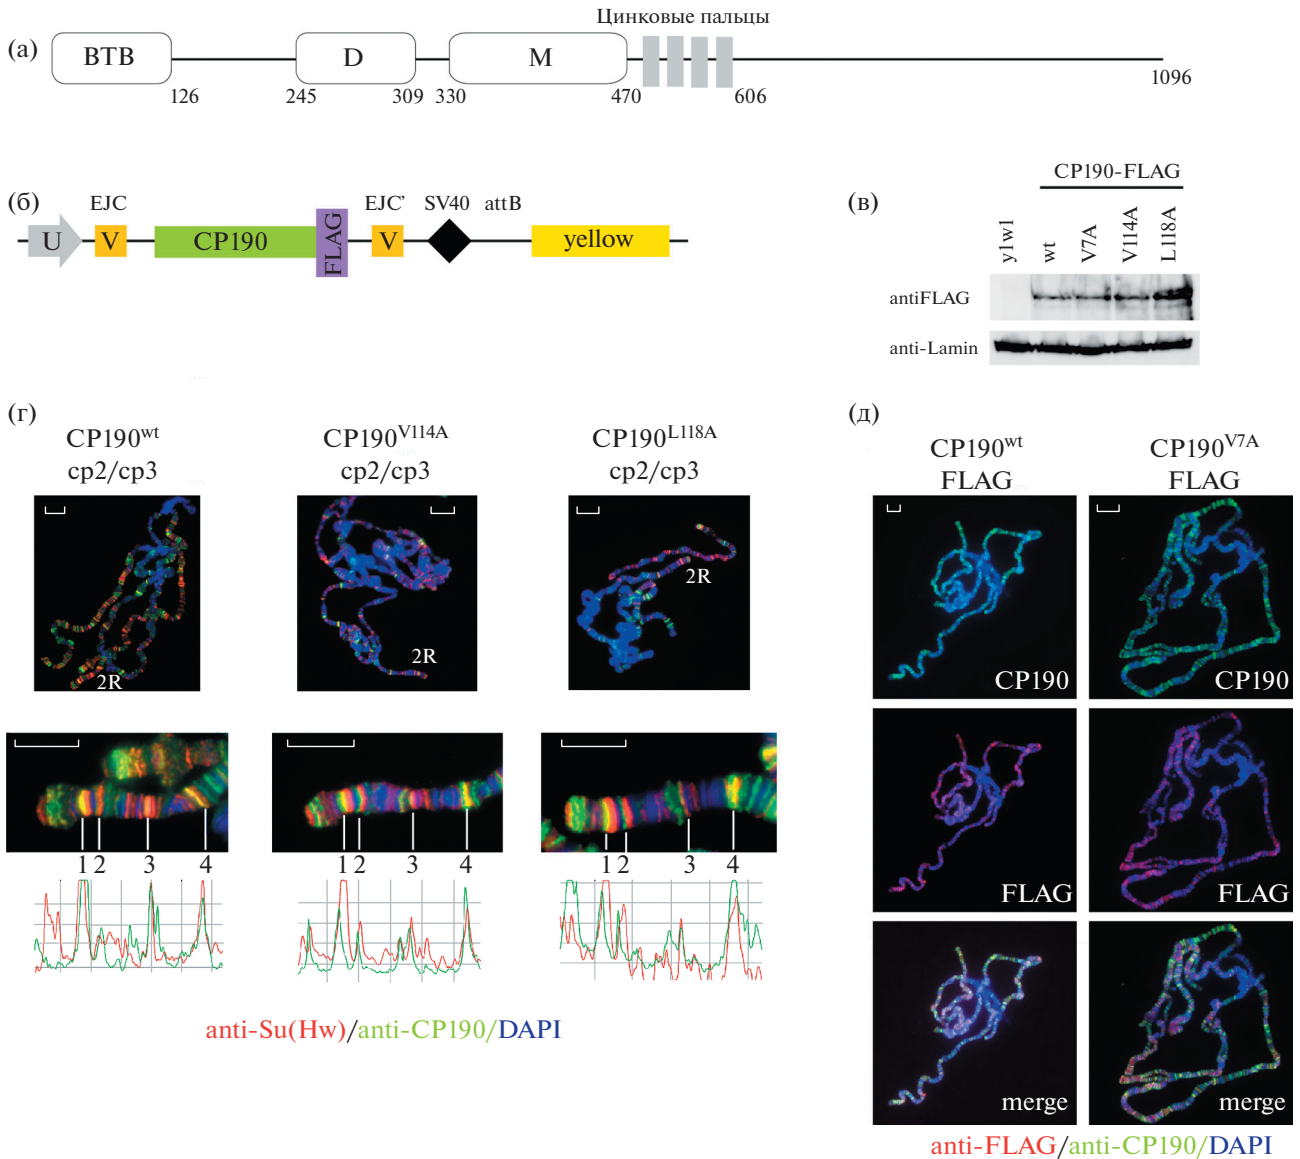 (а)
Цинковые пальцы
BTB
D
M
126
245
309
330
470
606
1096
(б)
EJC
EJC'
SV40
attB
U
V
CP190
FLAG
V
yellow
(в)
CP190-FLAG
y1w1
wt
V7A
V114A
L118A
antiFLAG
anti-Lamin
(г)
CP190wt
cp2/cp3
CP190V114A
cp2/cp3
CP190L118A
cp2/cp3
2R
2R
2R
1 2 3 4
1 2 3 4
1 2 3 4
anti-Su(Hw)/anti-CP190/DAPI
(д)
CP190wt
FLAG
CP190V7A
FLAG
CP190
CP190
FLAG
FLAG
merge
merge
anti-FLAG/anti-CP190/DAPI